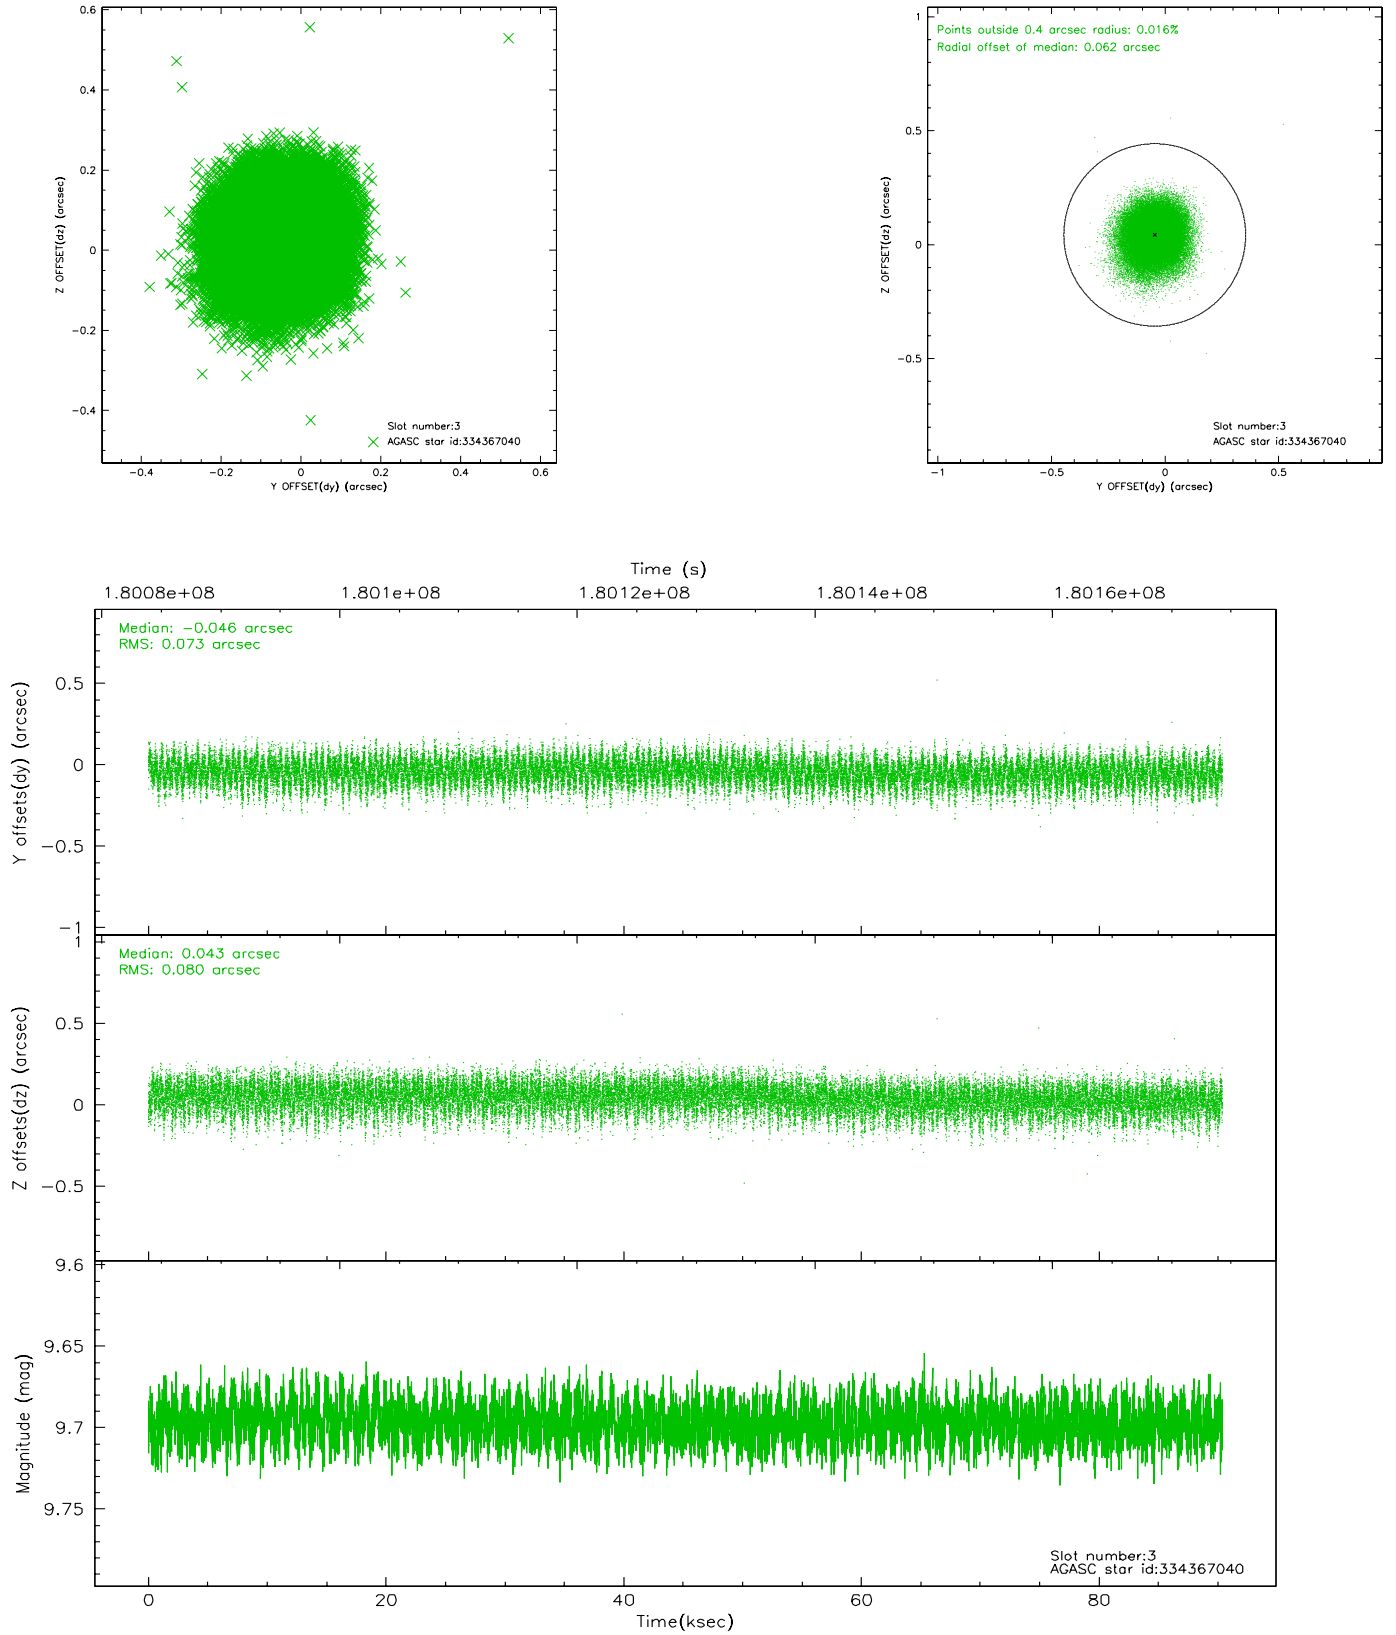 0.6
0.4
0.2
0
−0.2
−0.4
Z OFFSET(dz) (arcsec)
Slot number:3
AGASC star id:334367040
−0.4 −0.2 0 0.2 0.4 0.6
Y OFFSET(dy) (arcsec)
1
0.5
0
−0.5
Z OFFSET(dz) (arcsec)
Points outside 0.4 arcsec radius: 0.016%
Radial offset of median: 0.062 arcsec
Slot number:3
AGASC star id:334367040
−1 −0.5 0 0.5
Y OFFSET(dy) (arcsec)
Time (s)
1.8008e+08 1.801e+08 1.8012e+08 1.8014e+08 1.8016e+08
Median: −0.046 arcsec
RMS: 0.073 arcsec
0.5
0
−0.5
−1
Y offsets(dy) (arcsec)
Median: 0.043 arcsec
RMS: 0.080 arcsec
1
0.5
0
−0.5
Z offsets(dz) (arcsec)
9.6
9.65
9.7
9.75
Magnitude (mag)
Slot number:3
AGASC star id:334367040
0 20 40 60 80
Time(ksec)